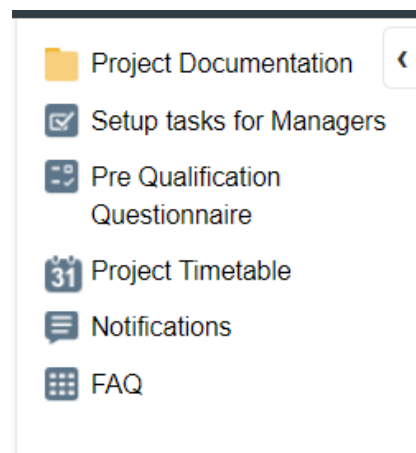 Project Documentation
Setup tasks for Managers
Pre Qualification
Questionnaire
31 Project Timetable
Notifications
FAQ